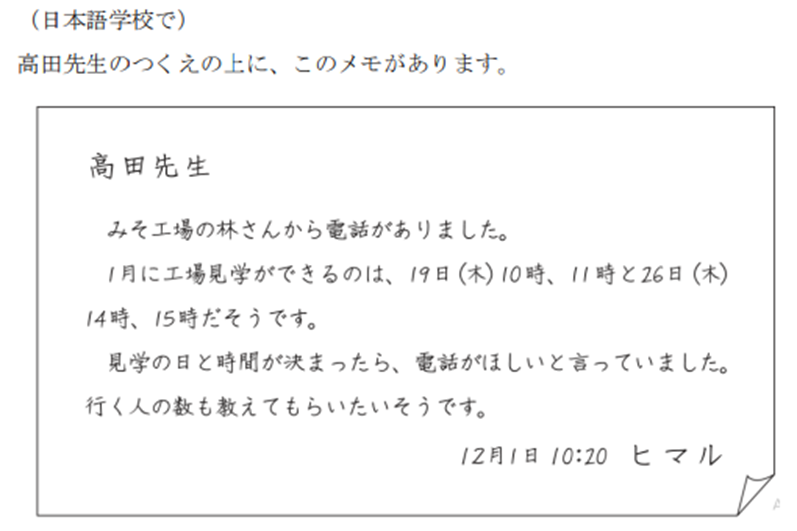 （日本語学校で）
高田先生のつくえの上に、このメモがあります。
高田先生
みそ工場の林さんから電話がありました。
1月に工場見学ができるのは、19日（木）10時、11時と26日（木）
14時、15時だそうです。
見学の日と時間が決まったら、電話がほしいと言っていました。
行く人の数も教えてもらいたいそうです。
12月1日 10:20 ヒマル